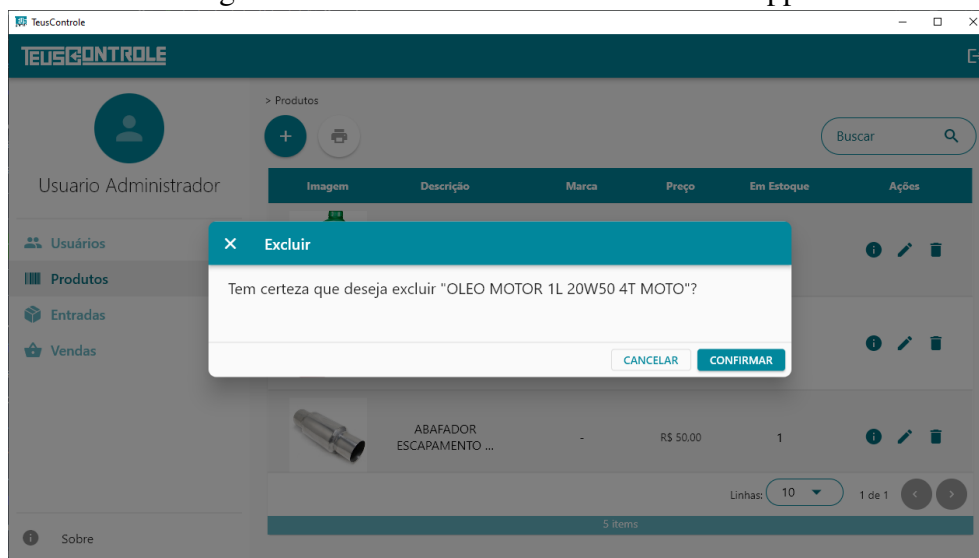 TeusControle
TEUSCONTROLE
> Produtos
+
Buscar
Usuario Administrador
Imagem Descrição Marca Preço Em Estoque Ações
Usuários
Excluir
Produtos
Tem certeza que deseja excluir "OLEO MOTOR 1L 20W50 4T MOTO"?
Entradas
Vendas
CANCELAR CONFIRMAR
ABAFADOR
ESCAPAMENTO ... - R$ 50,00 1
Linhas: 10 1 de 1
5 items
Sobre